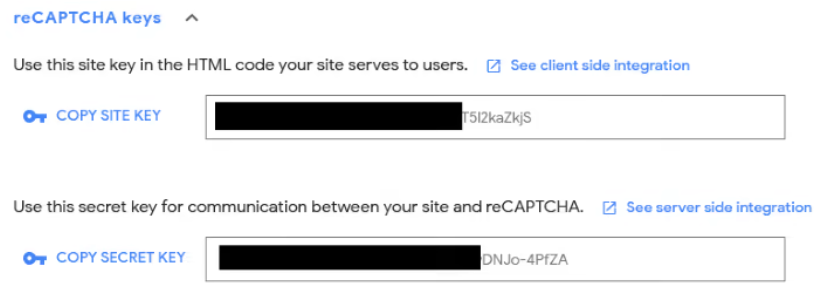 reCAPTCHA keys
Use this site key in the HTML code your site serves to users. See client side integration
COPY SITE KEY T5I2kaZkjS
Use this secret key for communication between your site and reCAPTCHA. See server side integration
COPY SECRET KEY DNJo-4PfZA